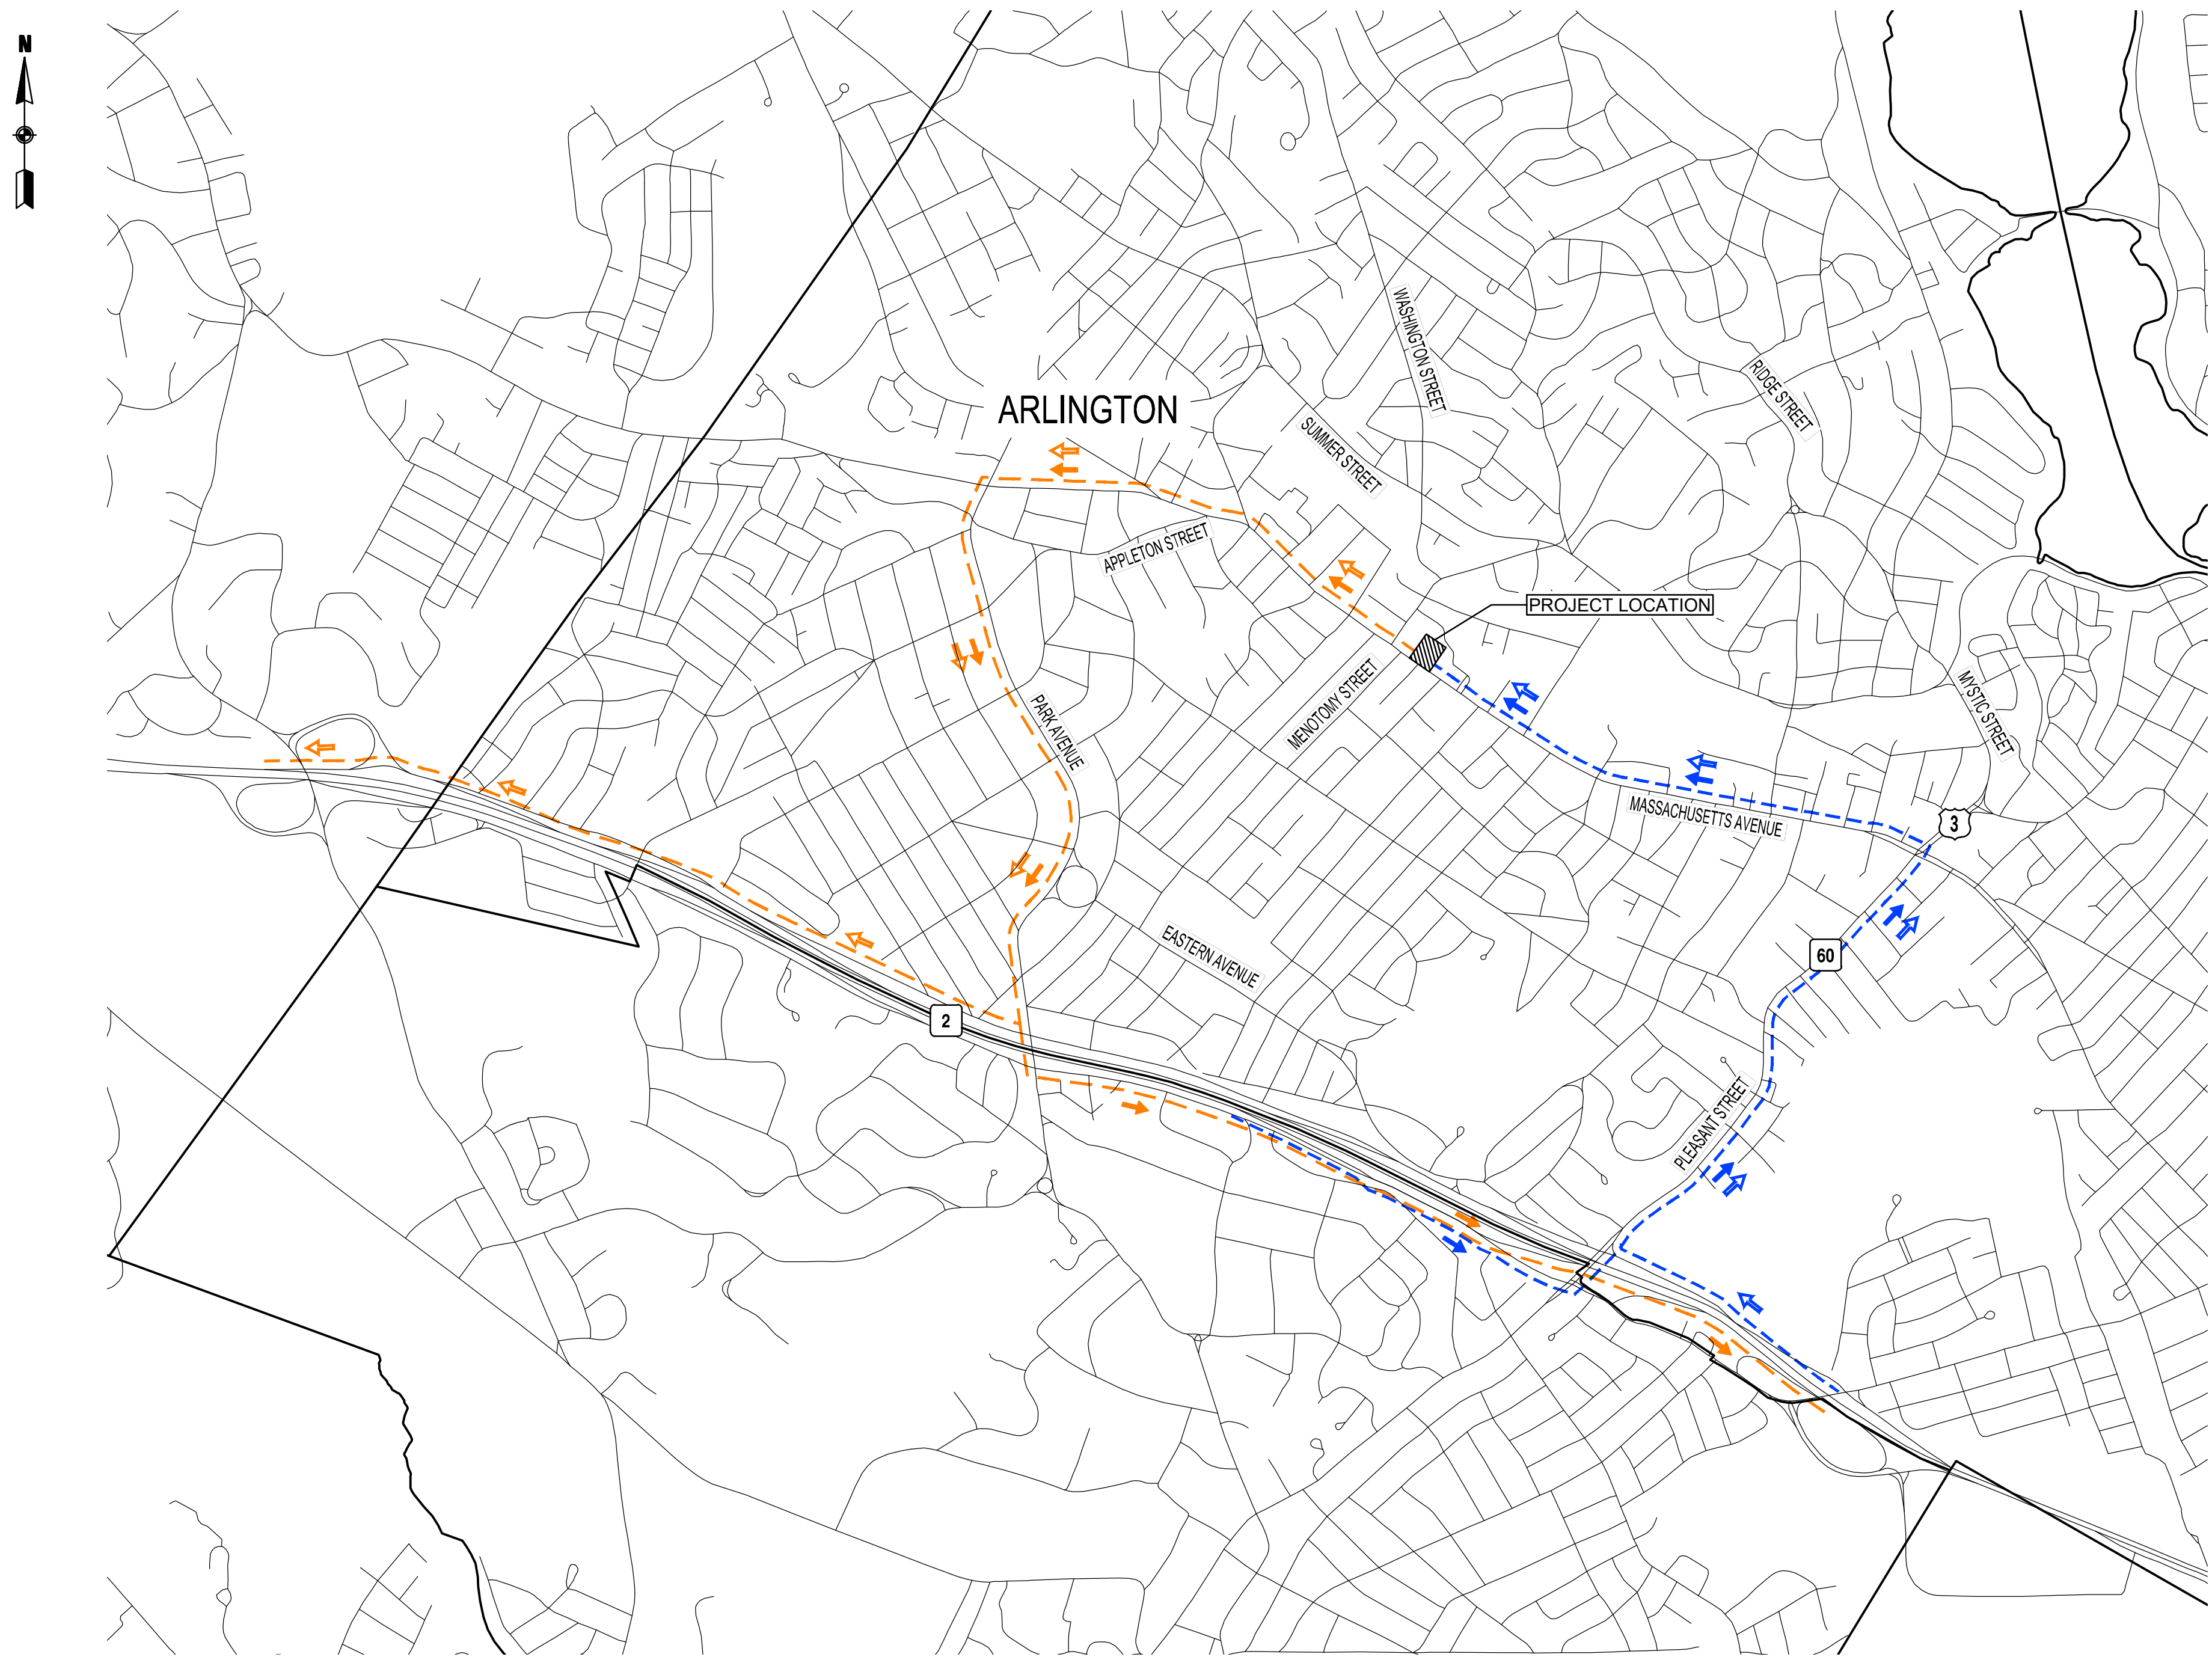 N
WASHINGTON STREET
RIDGE STREET
ARLINGTON
SUMMER STREET
APPLETON STREET
PROJECT LOCATION
MENOTOMY STREET
MYSTIC STREET
PARK AVENUE
MASSACHUSETTS AVENUE
3
EASTERN AVENUE
60
2
PLEASANT STREET